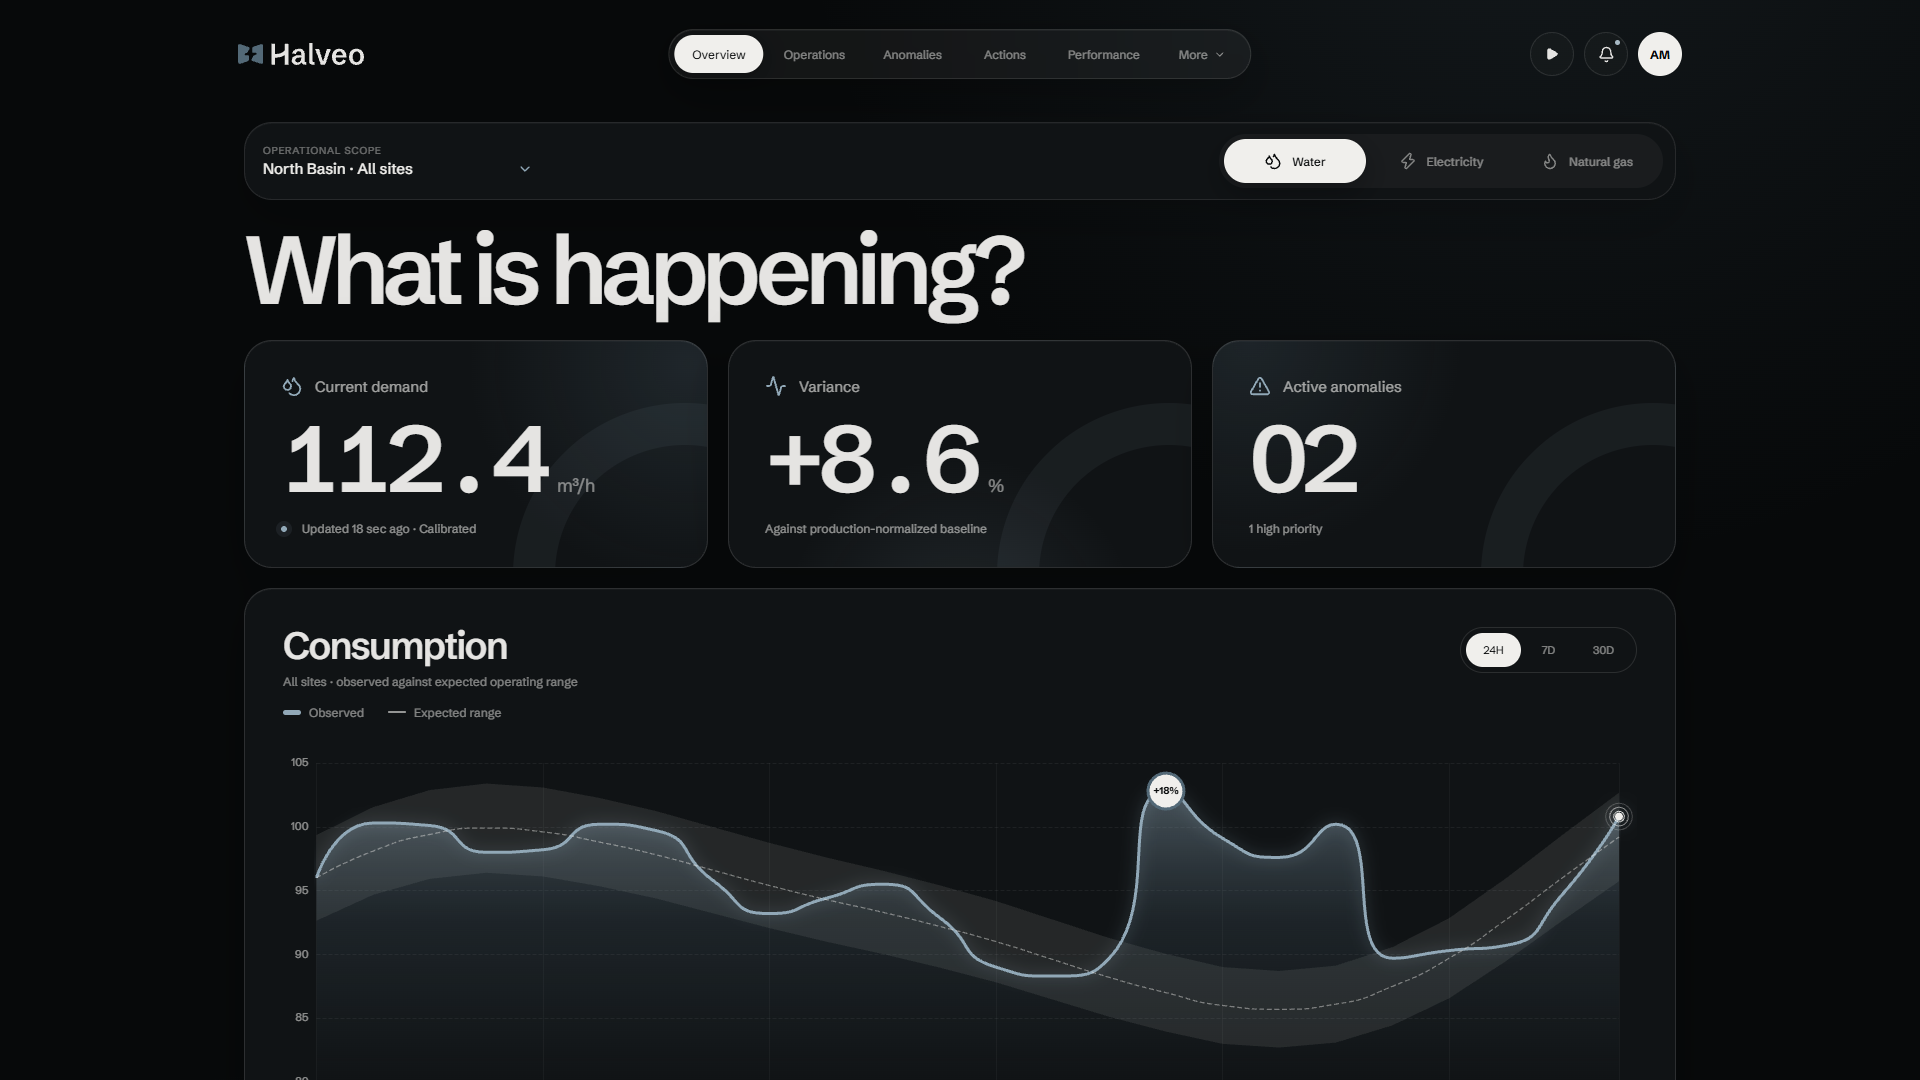 Halveo
Overview
Operations
Anomalies
Actions
Performance
More
AM
OPERATIONAL SCOPE
North Basin · All sites
Water
Electricity
Natural gas
What is happening?
Current demand
112.4 m³/h
Updated 18 sec ago · Calibrated
Variance
+8.6 %
Against production-normalized baseline
Active anomalies
02
1 high priority
Consumption
All sites · observed against expected operating range
Observed
Expected range
24H
7D
30D
105
100
95
90
85
+18%